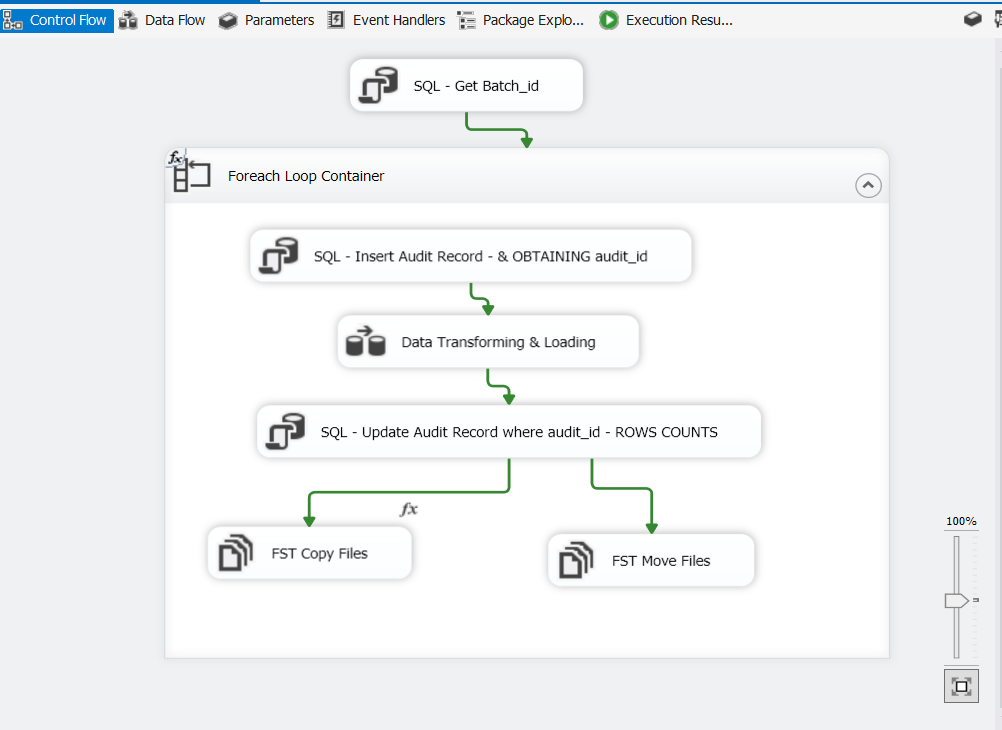 Control Flow
Data Flow
Parameters
Event Handlers
Package Explo...
Execution Resu...
SQL - Get Batch_id
fx
Foreach Loop Container
SQL - Insert Audit Record - & OBTAINING audit_id
Data Transforming & Loading
SQL - Update Audit Record where audit_id - ROWS COUNTS
fx
FST Copy Files
FST Move Files
100%